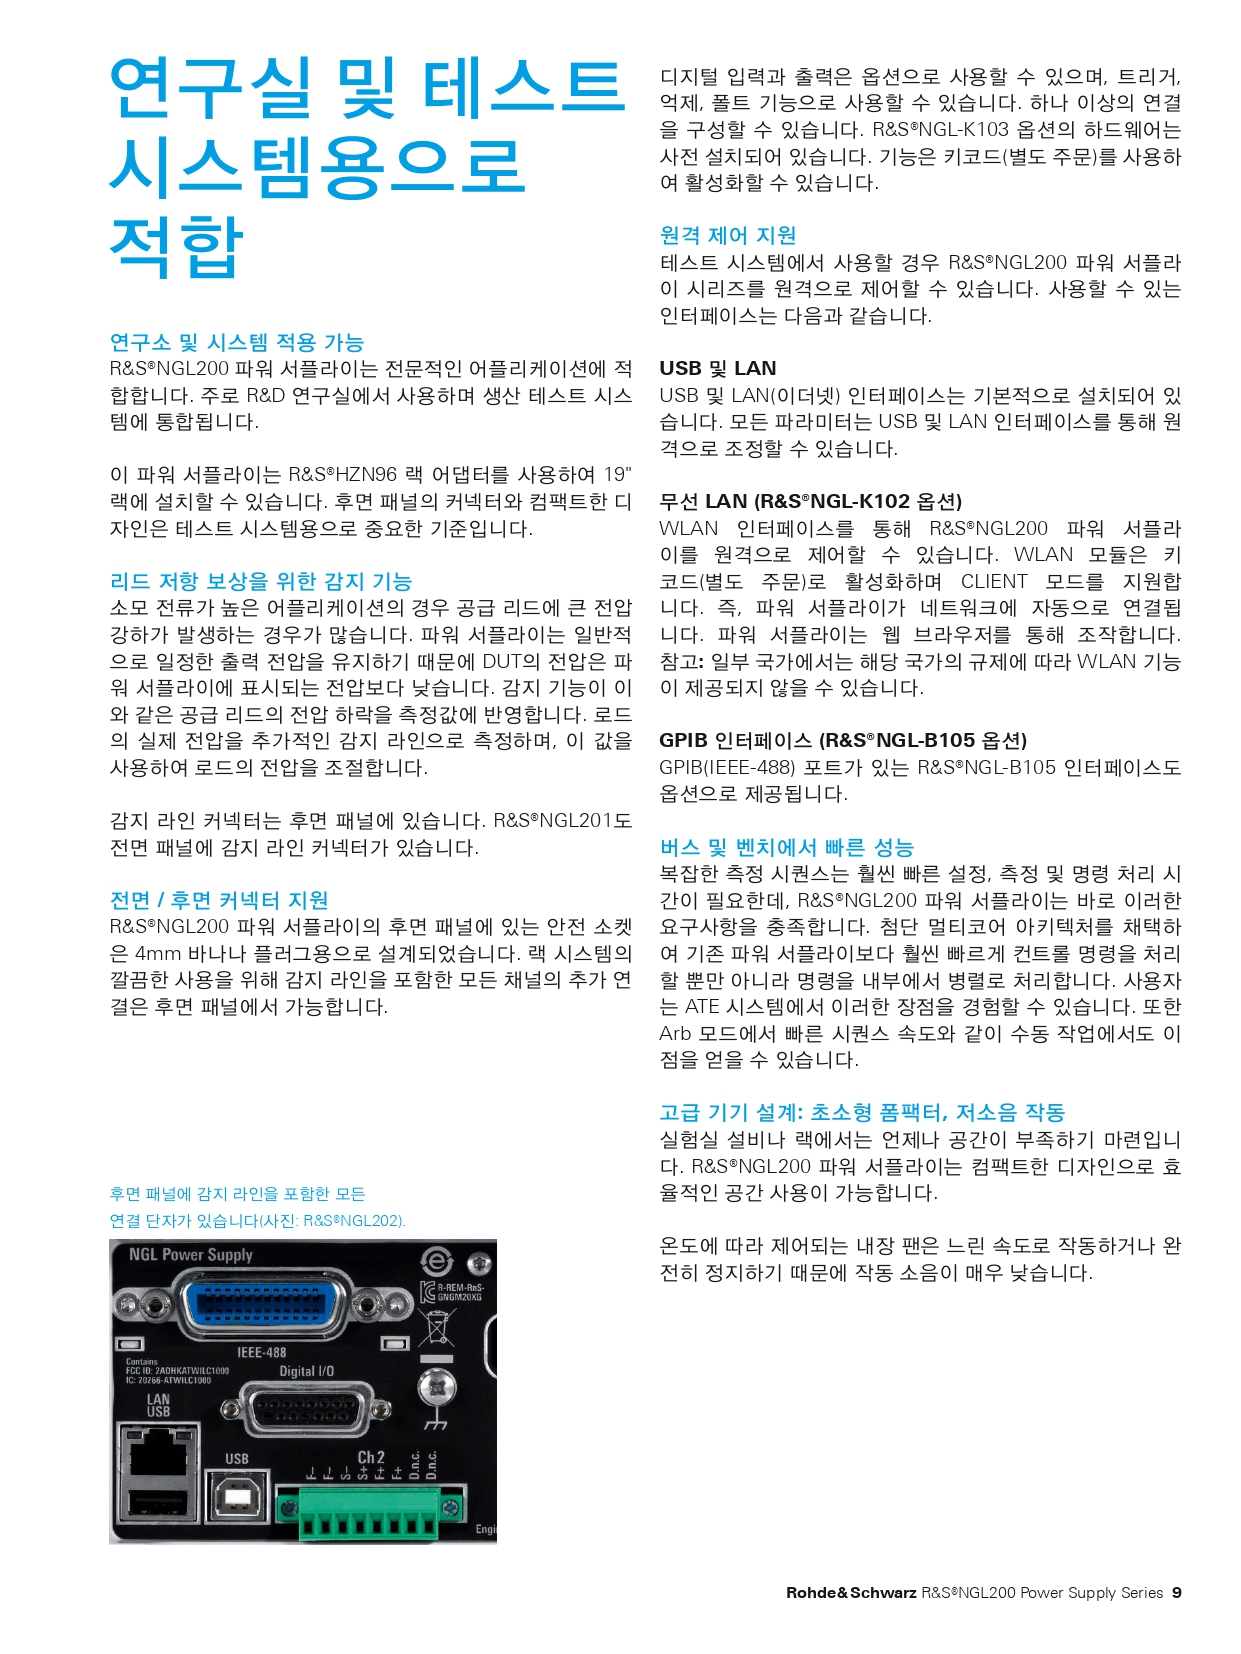 연구실 및 테스트
시스템용으로
적합
연구소 및 시스템 적용 가능
R&S®NGL200 파워 서플라이는 전문적인 어플리케이션에 적
합합니다. 주로 R&D 연구실에서 사용하며 생산 테스트 시스
템에 통합됩니다.
이 파워 서플라이는 R&S®HZN96 랙 어댑터를 사용하여 19"
랙에 설치할 수 있습니다. 후면 패널의 커넥터와 컴팩트한 디
자인은 테스트 시스템용으로 중요한 기준입니다.
리드 저항 보상을 위한 감지 기능
소모 전류가 높은 어플리케이션의 경우 공급 리드에 큰 전압
강하가 발생하는 경우가 많습니다. 파워 서플라이는 일반적
으로 일정한 출력 전압을 유지하기 때문에 DUT의 전압은 파
워 서플라이에 표시되는 전압보다 낮습니다. 감지 기능이 이
와 같은 공급 리드의 전압 하락을 측정값에 반영합니다. 로드
의 실제 전압을 추가적인 감지 라인으로 측정하며, 이 값을
사용하여 로드의 전압을 조절합니다.
감지 라인 커넥터는 후면 패널에 있습니다. R&S®NGL201도
전면 패널에 감지 라인 커넥터가 있습니다.
전면 / 후면 커넥터 지원
R&S®NGL200 파워 서플라이의 후면 패널에 있는 안전 소켓
은 4mm 바나나 플러그용으로 설계되었습니다. 랙 시스템의
깔끔한 사용을 위해 감지 라인을 포함한 모든 채널의 추가 연
결은 후면 패널에서 가능합니다.
후면 패널에 감지 라인을 포함한 모든
연결 단자가 있습니다(사진: R&S®NGL202).
NGL Power Supply
R-REM-RnS-
GNGM20XG
IEEE-488
Contains
FCC ID: 2ADHKATWILC1000
IC: 20266-ATWILC1000
Digital I/O
LAN
USB
USB
Ch 2
F− F− S− S+ F+ F+ D.n.c. D.n.c.
Engi
디지털 입력과 출력은 옵션으로 사용할 수 있으며, 트리거,
억제, 폴트 기능으로 사용할 수 있습니다. 하나 이상의 연결
을 구성할 수 있습니다. R&S®NGL-K103 옵션의 하드웨어는
사전 설치되어 있습니다. 기능은 키코드(별도 주문)를 사용하
여 활성화할 수 있습니다.
원격 제어 지원
테스트 시스템에서 사용할 경우 R&S®NGL200 파워 서플라
이 시리즈를 원격으로 제어할 수 있습니다. 사용할 수 있는
인터페이스는 다음과 같습니다.
USB 및 LAN
USB 및 LAN(이더넷) 인터페이스는 기본적으로 설치되어 있
습니다. 모든 파라미터는 USB 및 LAN 인터페이스를 통해 원
격으로 조정할 수 있습니다.
무선 LAN (R&S®NGL-K102 옵션)
WLAN 인터페이스를 통해 R&S®NGL200 파워 서플라
이를 원격으로 제어할 수 있습니다. WLAN 모듈은 키
코드(별도 주문)로 활성화하며 CLIENT 모드를 지원합
니다. 즉, 파워 서플라이가 네트워크에 자동으로 연결됩
니다. 파워 서플라이는 웹 브라우저를 통해 조작합니다.
참고: 일부 국가에서는 해당 국가의 규제에 따라 WLAN 기능
이 제공되지 않을 수 있습니다.
GPIB 인터페이스 (R&S®NGL-B105 옵션)
GPIB(IEEE-488) 포트가 있는 R&S®NGL-B105 인터페이스도
옵션으로 제공됩니다.
버스 및 벤치에서 빠른 성능
복잡한 측정 시퀀스는 훨씬 빠른 설정, 측정 및 명령 처리 시
간이 필요한데, R&S®NGL200 파워 서플라이는 바로 이러한
요구사항을 충족합니다. 첨단 멀티코어 아키텍처를 채택하
여 기존 파워 서플라이보다 훨씬 빠르게 컨트롤 명령을 처리
할 뿐만 아니라 명령을 내부에서 병렬로 처리합니다. 사용자
는 ATE 시스템에서 이러한 장점을 경험할 수 있습니다. 또한
Arb 모드에서 빠른 시퀀스 속도와 같이 수동 작업에서도 이
점을 얻을 수 있습니다.
고급 기기 설계: 초소형 폼팩터, 저소음 작동
실험실 설비나 랙에서는 언제나 공간이 부족하기 마련입니
다. R&S®NGL200 파워 서플라이는 컴팩트한 디자인으로 효
율적인 공간 사용이 가능합니다.
온도에 따라 제어되는 내장 팬은 느린 속도로 작동하거나 완
전히 정지하기 때문에 작동 소음이 매우 낮습니다.
Rohde&Schwarz R&S®NGL200 Power Supply Series 9